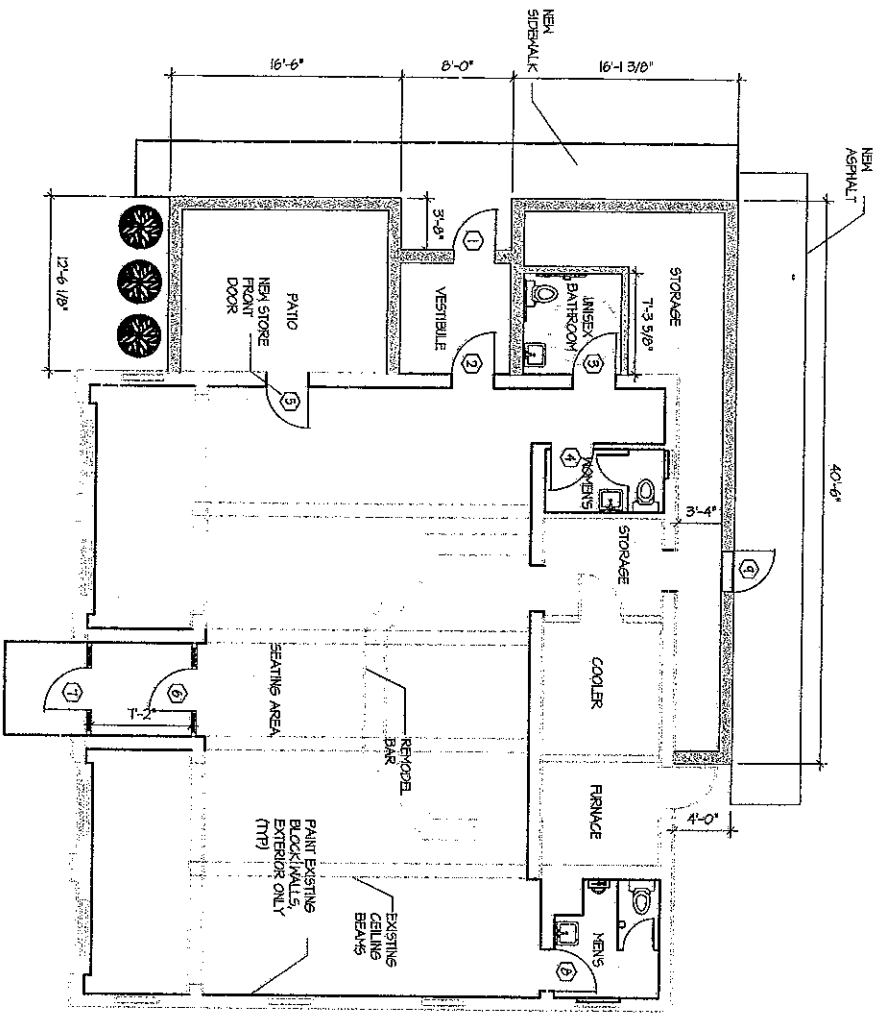 NEW
SIDEWALK
NEW
ASPHALT
16'-6"
8'-0"
16'-1 3/8"
40'-6"
3'-8"
12'-6 1/8"
7'-3 5/8"
3'-4"
4'-0"
7'-2"
STORAGE
UNISEX
BATHROOM
VESTIBULE
PATIO
NEW STORE
FRONT
DOOR
WOMEN'S
STORAGE
COOLER
FURNACE
MEN'S
SEATING AREA
REMODEL
BAR
EXISTING
CEILING
BEAMS
PAINT EXISTING
BLOCK WALLS,
EXTERIOR ONLY
(TYP)
1
2
3
4
5
6
7
8
9